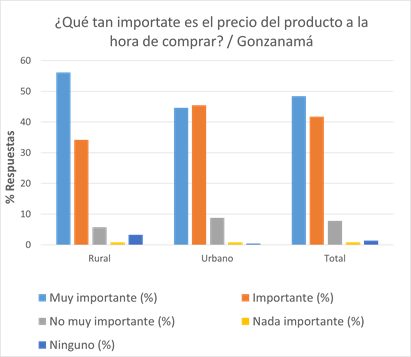 ¿Qué tan importate es el precio del producto a la
hora de comprar? / Gonzanamá
% Respuestas
60
50
40
30
20
10
0
Rural
Urbano
Total
Muy importante (%)
Importante (%)
No muy importante (%)
Nada importante (%)
Ninguno (%)